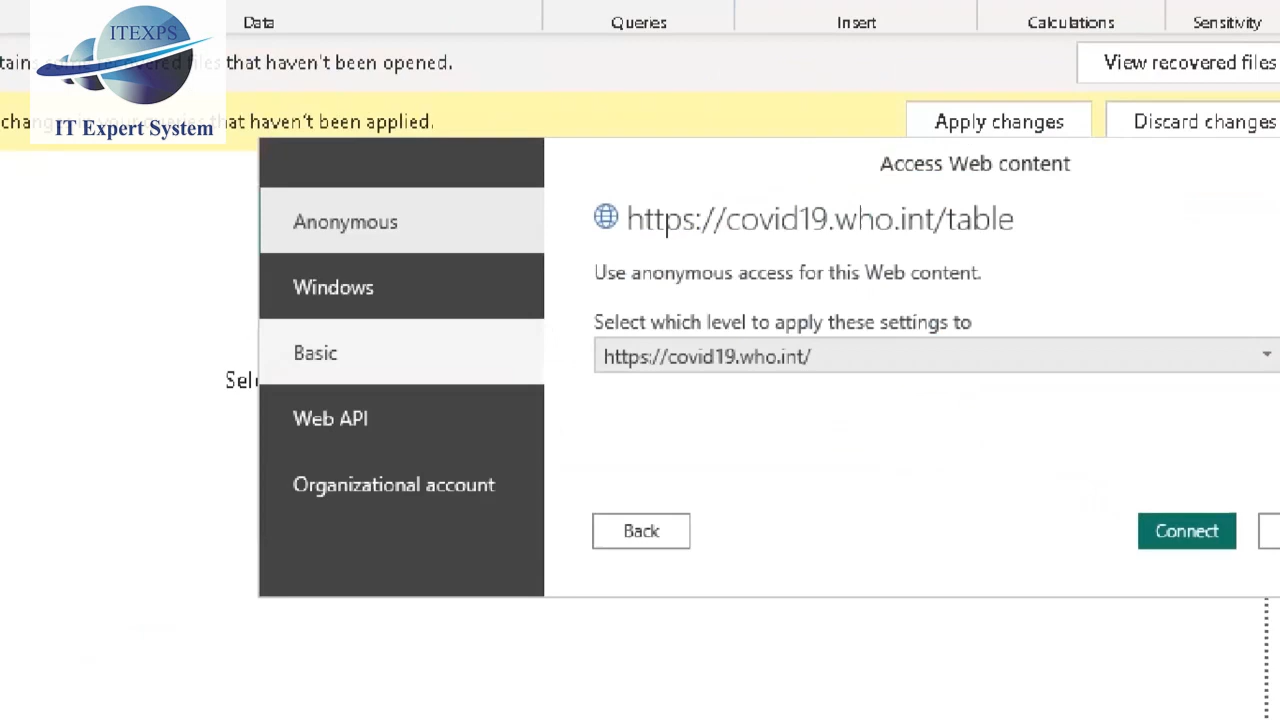 Data Queries Insert Calculations Sensitivity
ITEXPS
that haven't been opened. View recovered files
IT Expert System
that haven't been applied. Apply changes Discard changes
Access Web content
Anonymous
https://covid19.who.int/table
Use anonymous access for this Web content.
Windows
Select which level to apply these settings to
Basic
https://covid19.who.int/
Web API
Organizational account
Back Connect